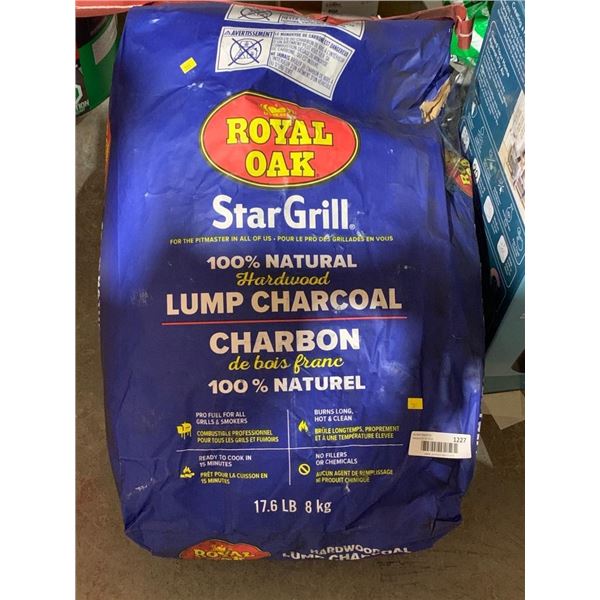 ⚠AVERTISSEMENT
ROYAL
OAK
StarGrill®
FOR THE PITMASTER IN ALL OF US • POUR LE PRO DES GRILLADES EN VOUS
100% NATURAL
Hardwood
LUMP CHARCOAL
CHARBON
de bois franc
100 % NATUREL
PRO FUEL FOR ALL
GRILLS & SMOKERS
COMBUSTIBLE PROFESSIONNEL
POUR TOUS LES GRILS ET FUMOIRS
BURNS LONG,
HOT & CLEAN
BRÛLE LONGTEMPS, PROPREMENT
ET À UNE TEMPÉRATURE ÉLEVÉE
READY TO COOK IN
15 MINUTES
PRÊT POUR LA CUISSON EN
15 MINUTES
NO FILLERS
OR CHEMICALS
AUCUN AGENT DE REMPLISSAGE
NI PRODUIT CHIMIQUE
1227
17.6 LB 8 kg
ROYAL
OAK
HARDWOOD
LUMP CHARCOAL